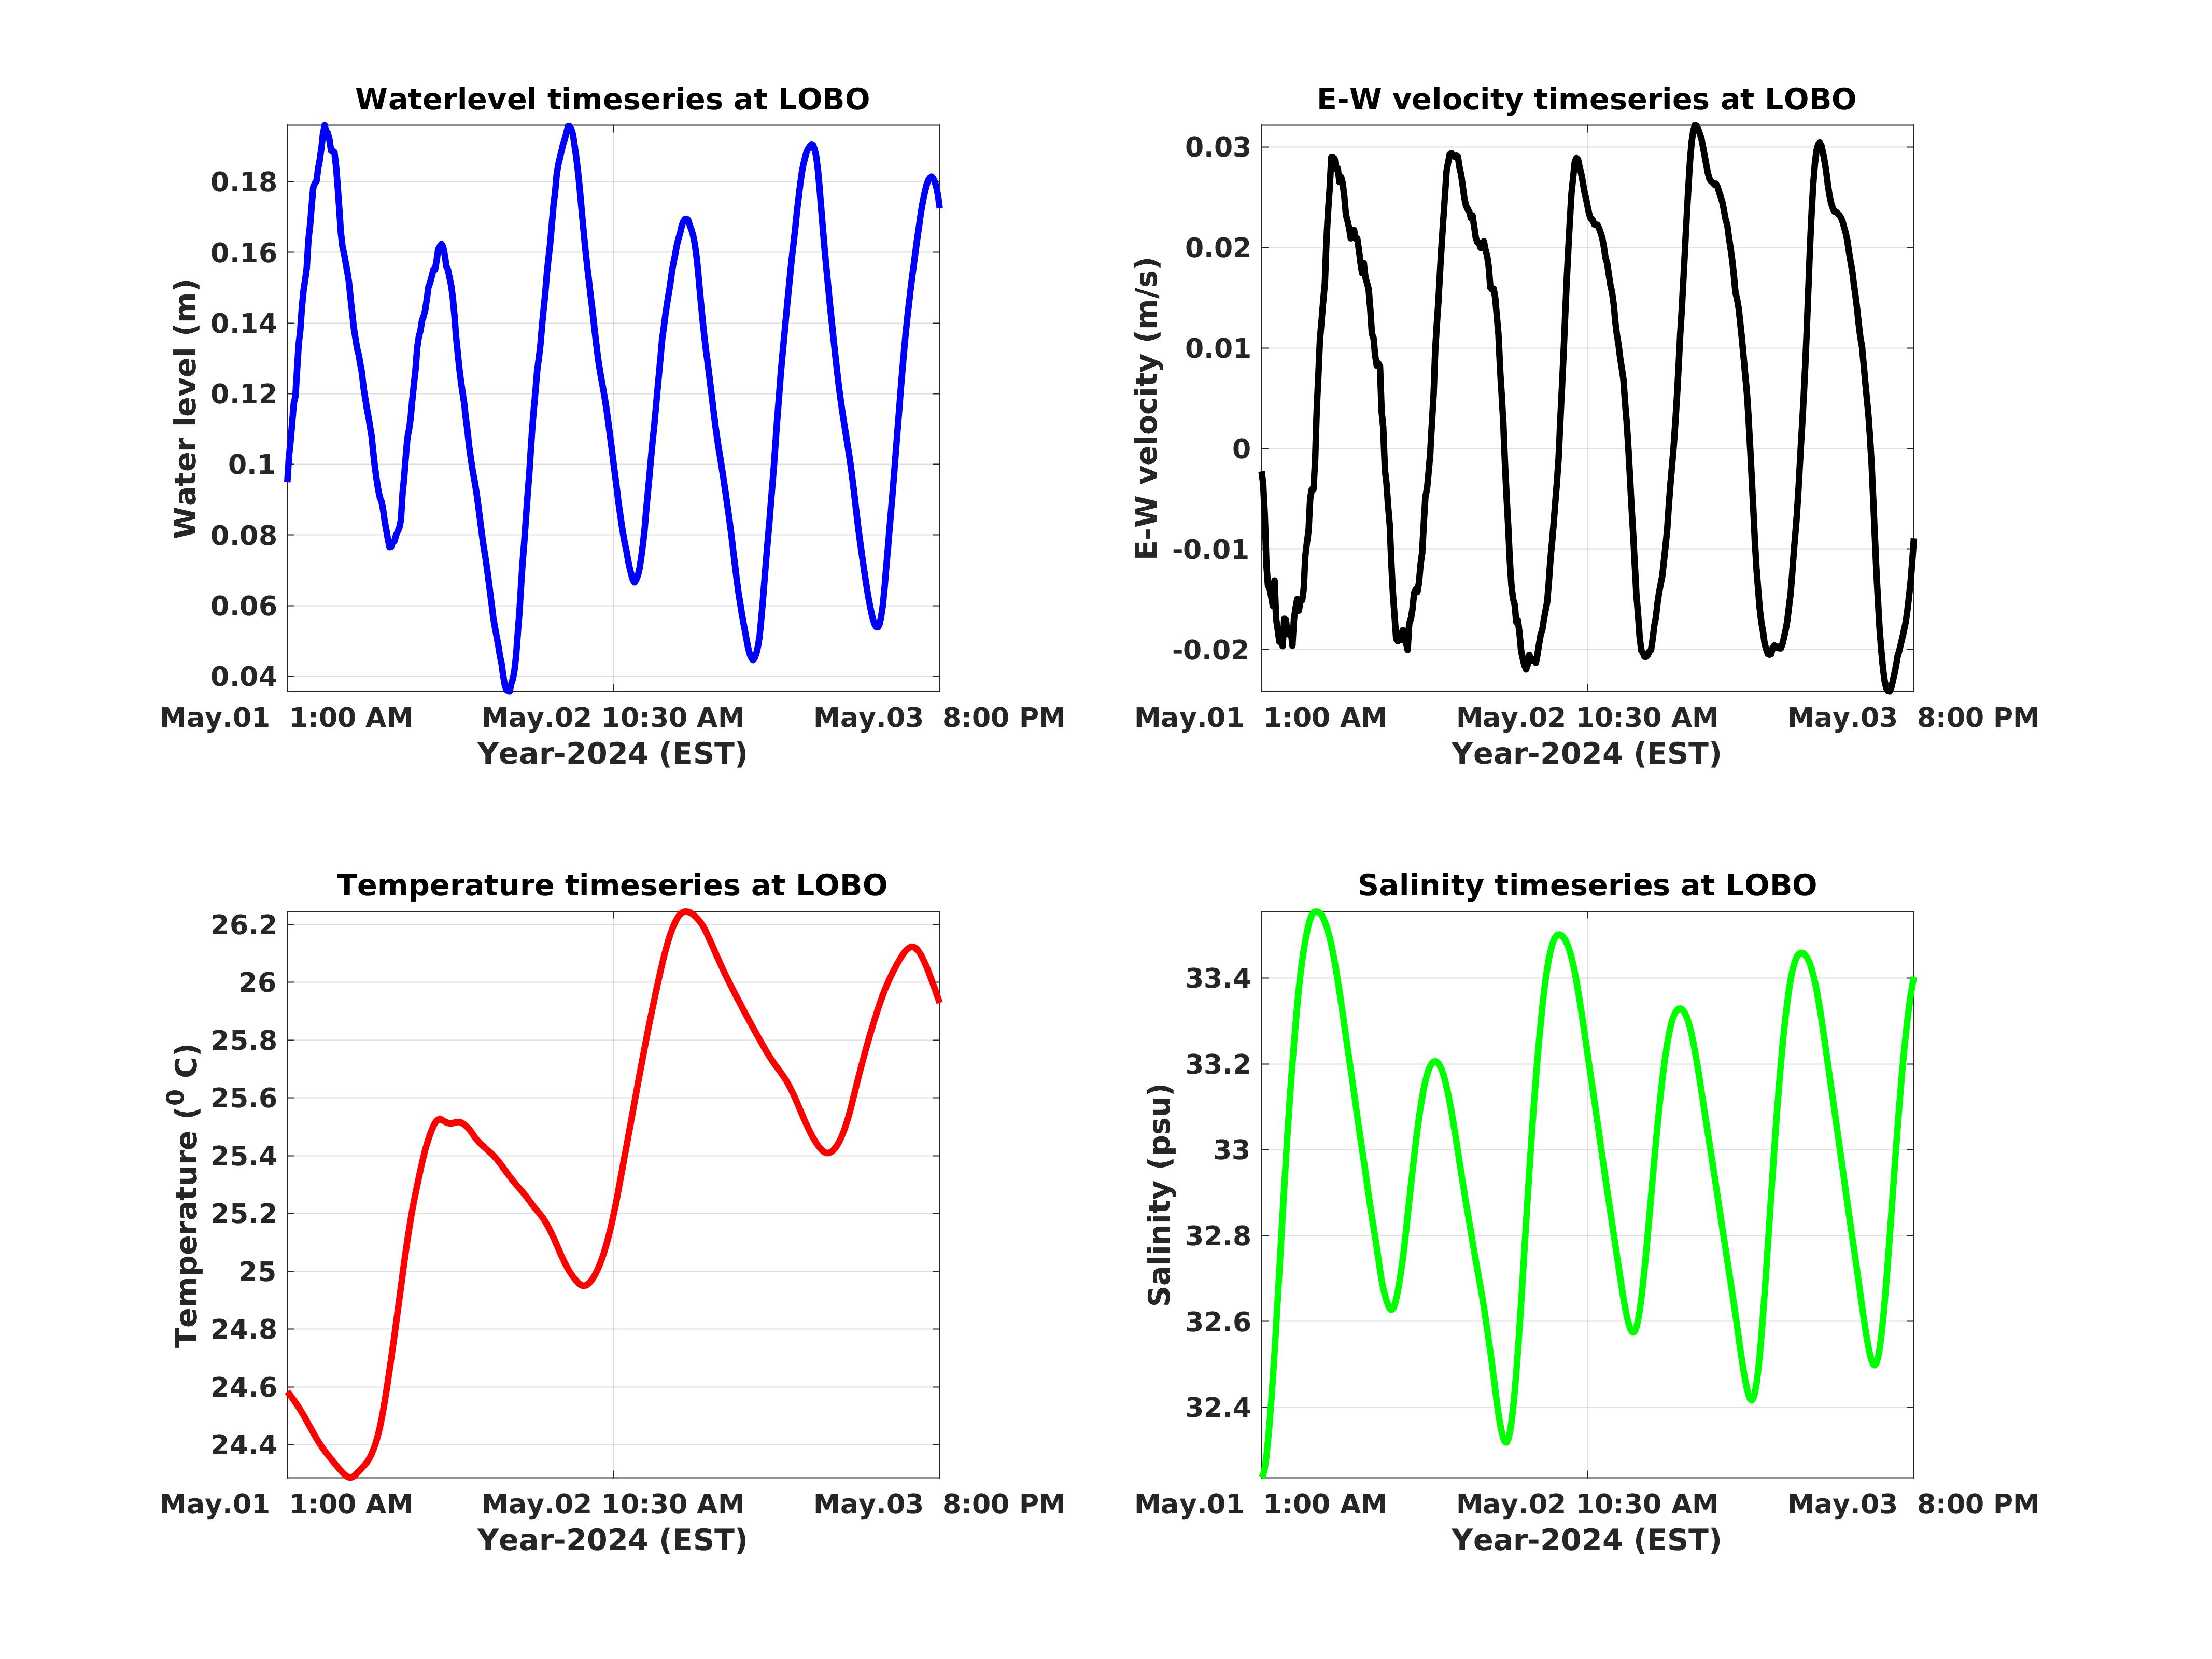 Waterlevel timeseries at LOBO
0.18
0.16
0.14
0.12
0.1
0.08
0.06
0.04
Water level (m)
May.01 1:00 AM May.02 10:30 AM May.03 8:00 PM
Year-2024 (EST)
E-W velocity timeseries at LOBO
0.03
0.02
0.01
0
-0.01
-0.02
E-W velocity (m/s)
May.01 1:00 AM May.02 10:30 AM May.03 8:00 PM
Year-2024 (EST)
Temperature timeseries at LOBO
26.2
26
25.8
25.6
25.4
25.2
25
24.8
24.6
24.4
Temperature (⁰ C)
May.01 1:00 AM May.02 10:30 AM May.03 8:00 PM
Year-2024 (EST)
Salinity timeseries at LOBO
33.4
33.2
33
32.8
32.6
32.4
Salinity (psu)
May.01 1:00 AM May.02 10:30 AM May.03 8:00 PM
Year-2024 (EST)